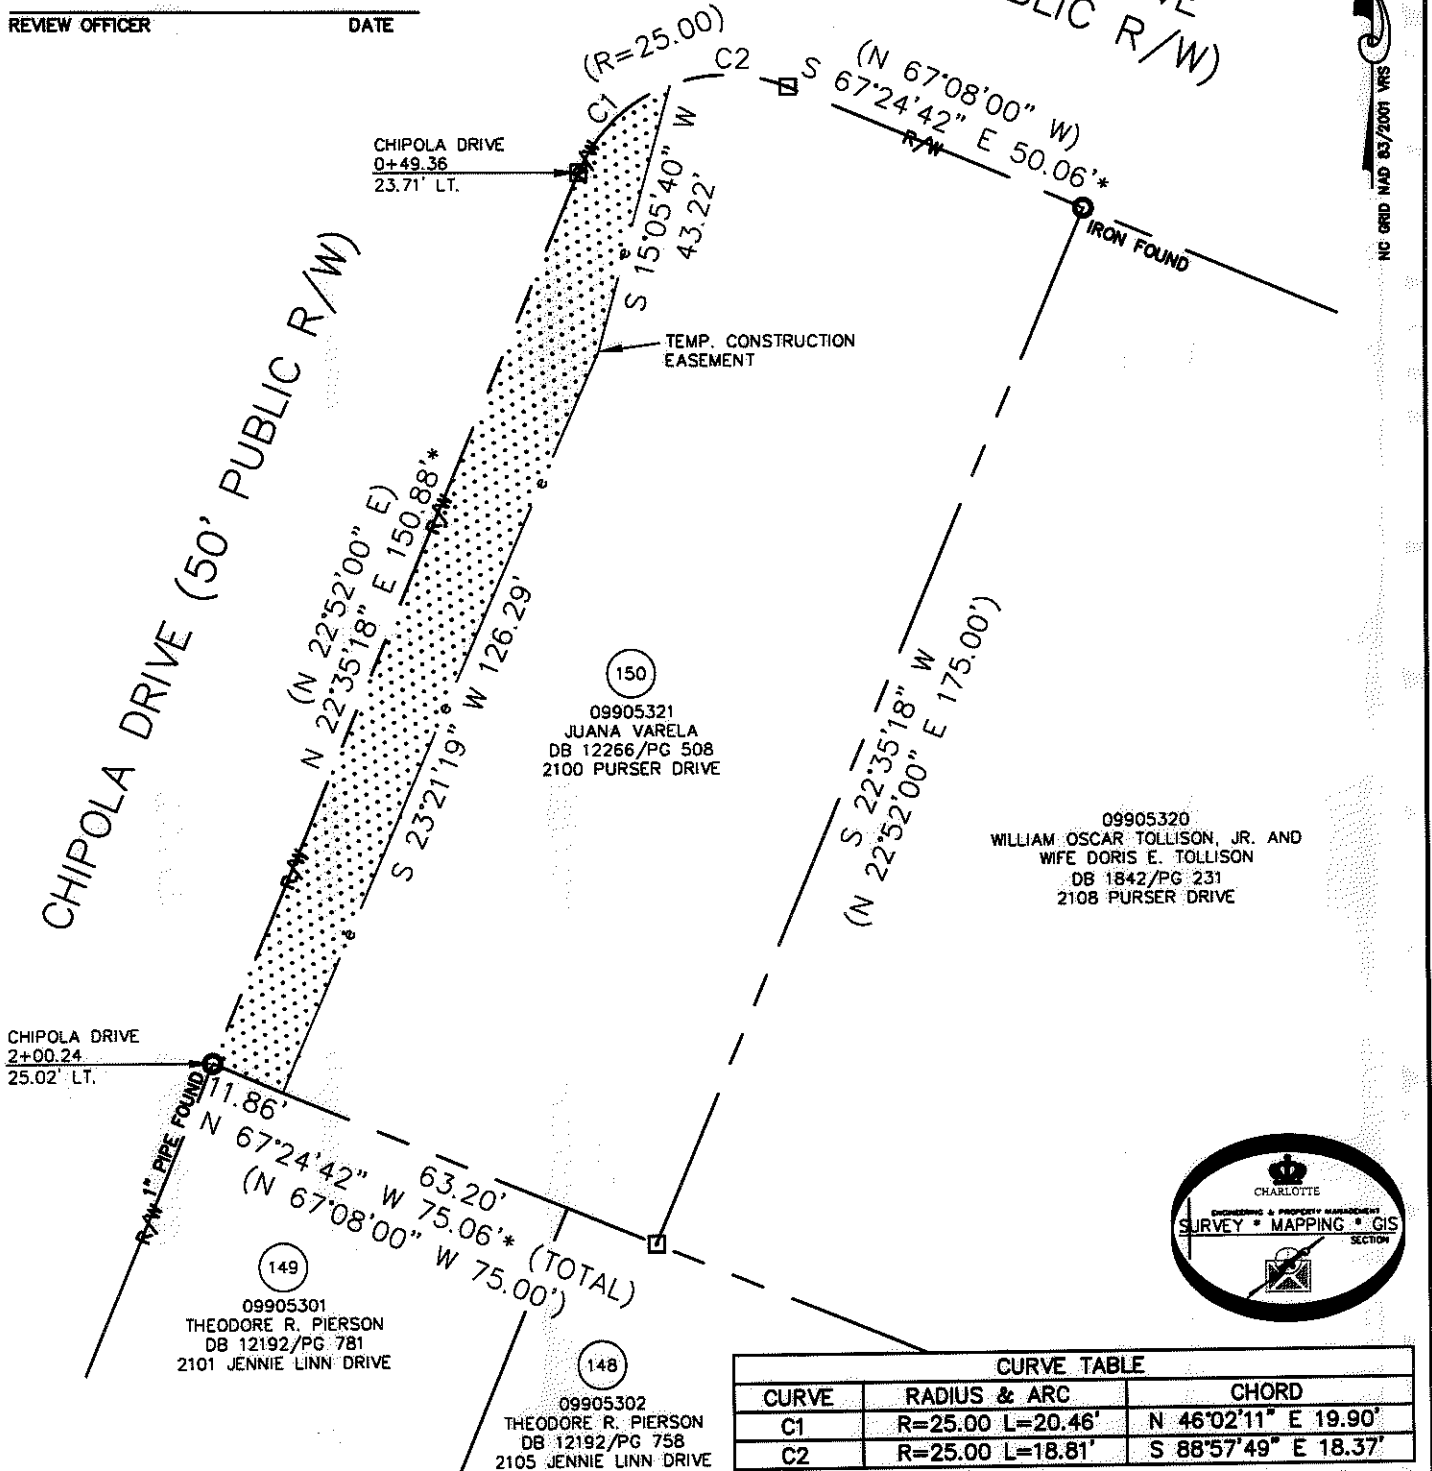 REVIEW OFFICER DATE
BLIC R/W)
(R=25.00)
C1
C2
(N 67°08'00" W)
S 67°24'42" E 50.06'*
R/W
IRON FOUND
NC GRID NAD 83/2001 VRS
CHIPOLA DRIVE
0+49.36
23.71' LT.
R/W
S 15°05'40" W
43.22'
e
TEMP. CONSTRUCTION
EASEMENT
CHIPOLA DRIVE (50' PUBLIC R/W)
(N 22°52'00" E)
N 22°35'18" E 150.88'*
R/W
e
S 23°21'19" W 126.29'
e
e
R/W
150
09905321
JUANA VARELA
DB 12266/PG 508
2100 PURSER DRIVE
S 22°35'18" W
(N 22°52'00" E 175.00')
09905320
WILLIAM OSCAR TOLLISON, JR. AND
WIFE DORIS E. TOLLISON
DB 1842/PG 231
2108 PURSER DRIVE
CHIPOLA DRIVE
2+00.24
25.02' LT.
R/W 1" PIPE FOUND
11.86'
63.20'
N 67°24'42" W 75.06'* (TOTAL)
(N 67°08'00" W 75.00')
149
09905301
THEODORE R. PIERSON
DB 12192/PG 781
2101 JENNIE LINN DRIVE
148
09905302
THEODORE R. PIERSON
DB 12192/PG 758
2105 JENNIE LINN DRIVE
CHARLOTTE
ENGINEERING & PROPERTY MANAGEMENT
SURVEY * MAPPING * GIS
SECTION
CURVE TABLE
CURVE RADIUS & ARC CHORD
C1 R=25.00 L=20.46' N 46°02'11" E 19.90'
C2 R=25.00 L=18.81' S 88°57'49" E 18.37'